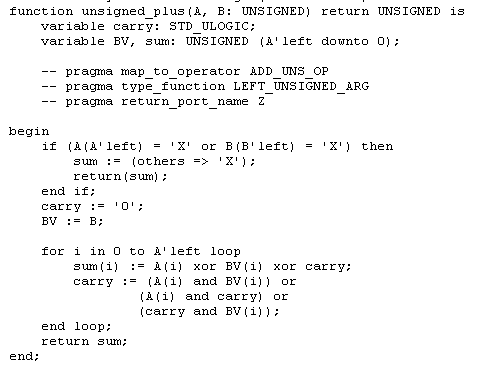 function unsigned_plus(A, B: UNSIGNED) return UNSIGNED is
    variable carry: STD_ULOGIC;
    variable BV, sum: UNSIGNED (A'left downto 0);

    -- pragma map_to_operator ADD_UNS_OP
    -- pragma type_function LEFT_UNSIGNED_ARG
    -- pragma return_port_name Z

begin
    if (A(A'left) = 'X' or B(B'left) = 'X') then
        sum := (others => 'X');
        return(sum);
    end if;
    carry := '0';
    BV := B;

    for i in 0 to A'left loop
        sum(i) := A(i) xor BV(i) xor carry;
        carry := (A(i) and BV(i)) or
                (A(i) and carry) or
                (carry and BV(i));
    end loop;
    return sum;
end;